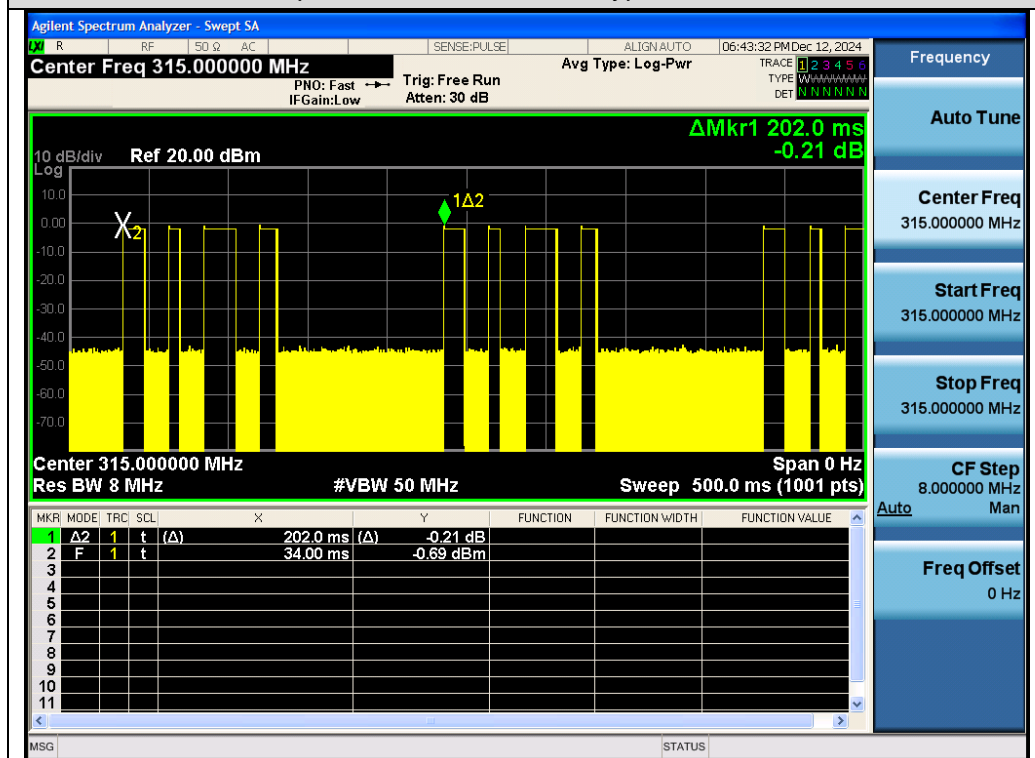 Agilent Spectrum Analyzer - Swept SA
LXI R RF 50 Ω AC SENSE:PULSE ALIGN AUTO 06:43:32 PM Dec 12, 2024
Center Freq 315.000000 MHz
Avg Type: Log-Pwr
TRACE 1 2 3 4 5 6
PNO: Fast
Trig: Free Run
TYPE WWWWWW
IFGain:Low
Atten: 30 dB
DET N N N N N N
ΔMkr1 202.0 ms
-0.21 dB
10 dB/div Ref 20.00 dBm
Log
10.0
0.00
-10.0
-20.0
-30.0
-40.0
-50.0
-60.0
-70.0
X2
1Δ2
Center 315.000000 MHz Span 0 Hz
Res BW 8 MHz #VBW 50 MHz Sweep 500.0 ms (1001 pts)
MKR MODE TRC SCL X Y FUNCTION FUNCTION WIDTH FUNCTION VALUE
1 Δ2 1 t (Δ) 202.0 ms (Δ) -0.21 dB
2 F 1 t 34.00 ms -0.69 dBm
3
4
5
6
7
8
9
10
11
MSG STATUS
Frequency
Auto Tune
Center Freq
315.000000 MHz
Start Freq
315.000000 MHz
Stop Freq
315.000000 MHz
CF Step
8.000000 MHz
Auto Man
Freq Offset
0 Hz